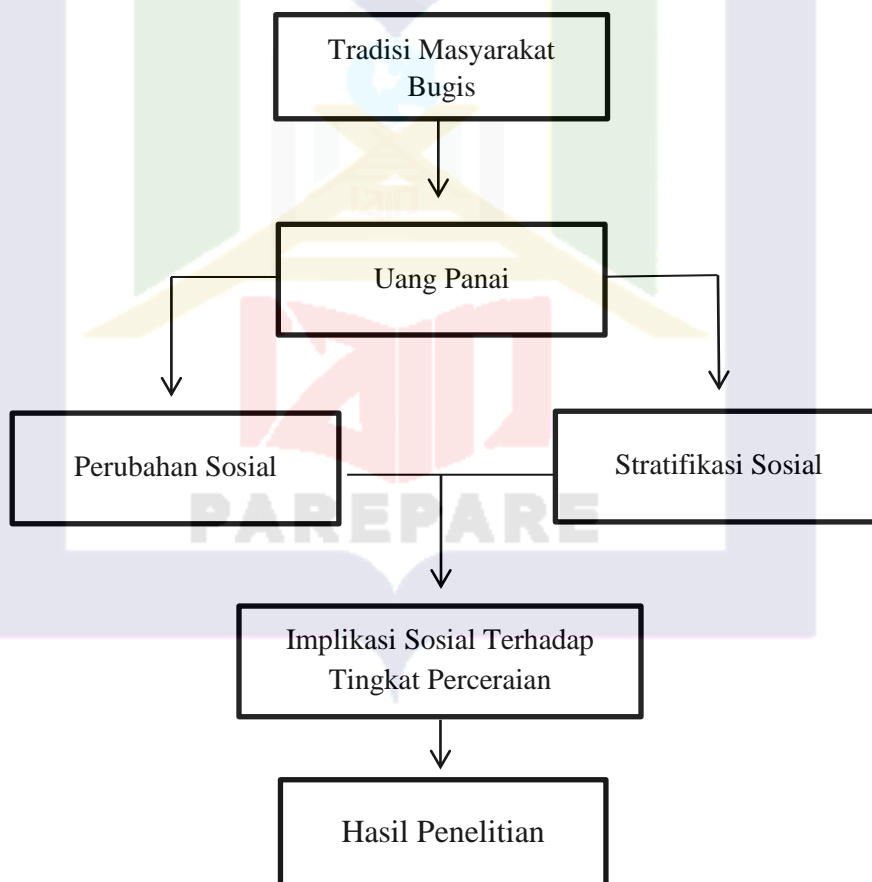 Tradisi Masyarakat
Bugis
Uang Panai
Perubahan Sosial
Stratifikasi Sosial
PAREPARE
Implikasi Sosial Terhadap
Tingkat Perceraian
Hasil Penelitian